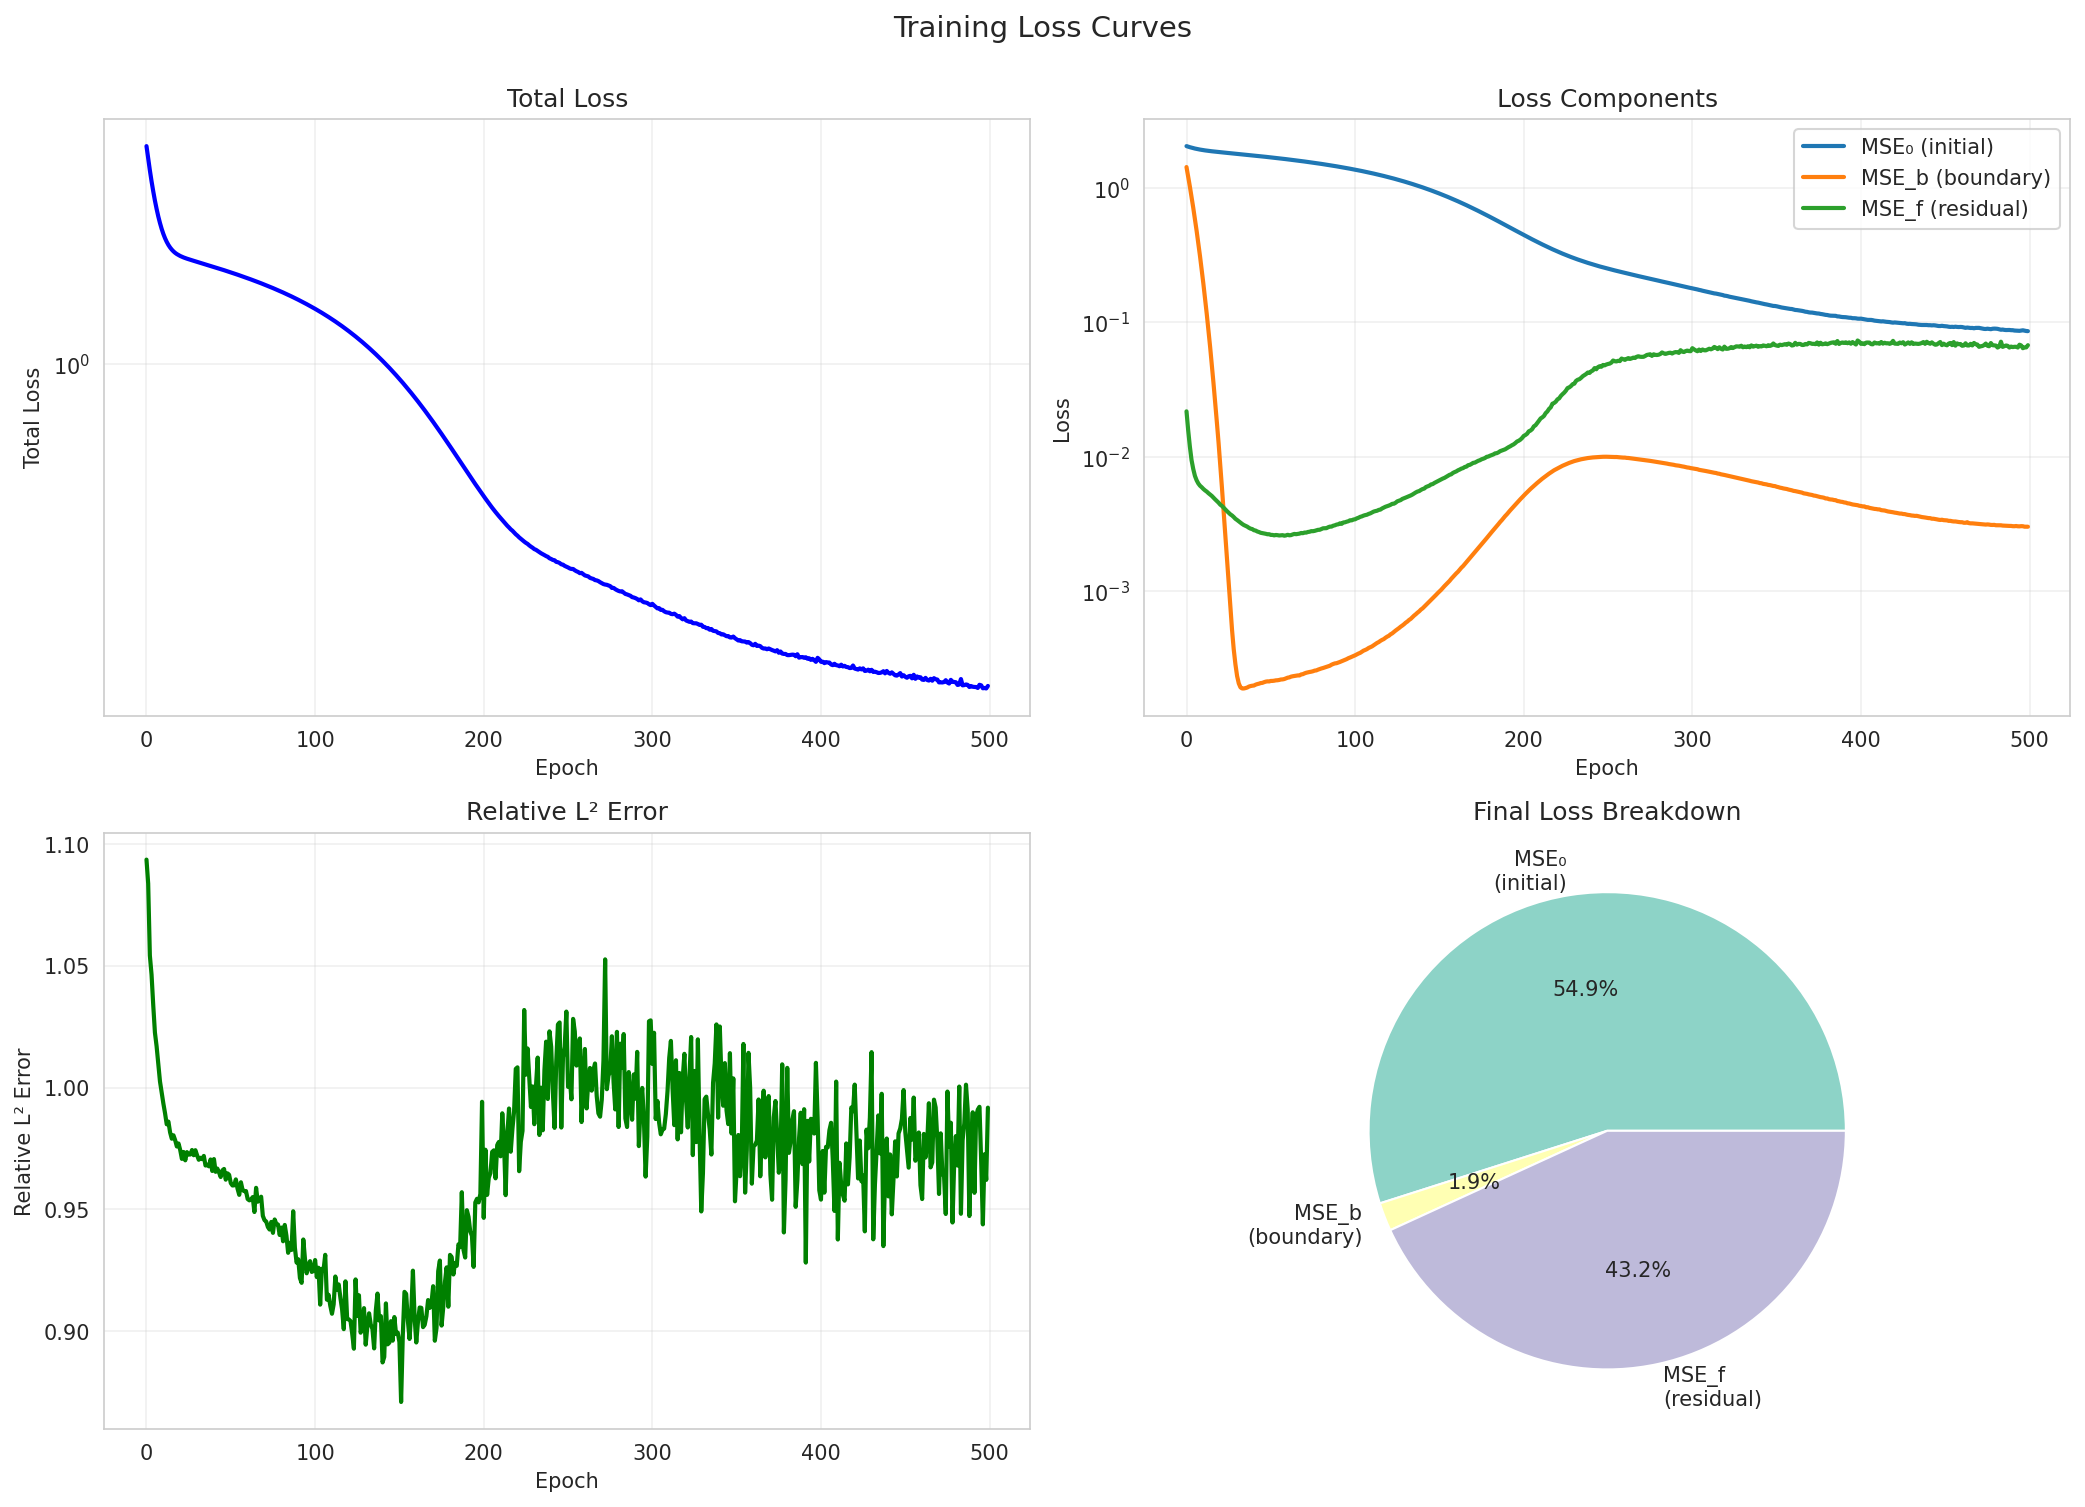 Training Loss Curves
Total Loss
Total Loss
10⁰
0 100 200 300 400 500
Epoch
Loss Components
Loss
10⁰
10⁻¹
10⁻²
10⁻³
MSE₀ (initial)
MSE_b (boundary)
MSE_f (residual)
0 100 200 300 400 500
Epoch
Relative L² Error
Relative L² Error
1.10
1.05
1.00
0.95
0.90
0 100 200 300 400 500
Epoch
Final Loss Breakdown
MSE₀
(initial)
54.9%
1.9%
MSE_b
(boundary)
43.2%
MSE_f
(residual)